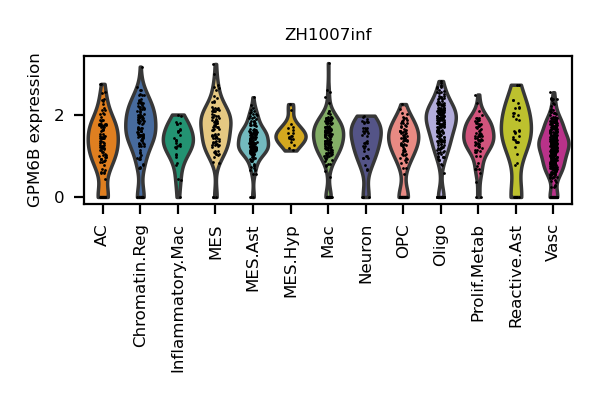 ZH1007inf
GPM6B expression
2
0
AC
Chromatin.Reg
Inflammatory.Mac
MES
MES.Ast
MES.Hyp
Mac
Neuron
OPC
Oligo
Prolif.Metab
Reactive.Ast
Vasc